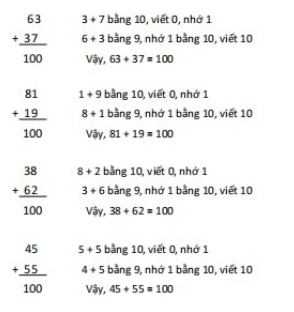 63 3 + 7 bằng 10, viết 0, nhớ 1
+ 37 6 + 3 bằng 9, nhớ 1 bằng 10, viết 10
100 Vậy, 63 + 37 = 100
81 1 + 9 bằng 10, viết 0, nhớ 1
+ 19 8 + 1 bằng 9, nhớ 1 bằng 10, viết 10
100 Vậy, 81 + 19 = 100
38 8 + 2 bằng 10, viết 0, nhớ 1
+ 62 3 + 6 bằng 9, nhớ 1 bằng 10, viết 10
100 Vậy, 38 + 62 = 100
45 5 + 5 bằng 10, viết 0, nhớ 1
+ 55 4 + 5 bằng 9, nhớ 1 bằng 10, viết 10
100 Vậy, 45 + 55 = 100